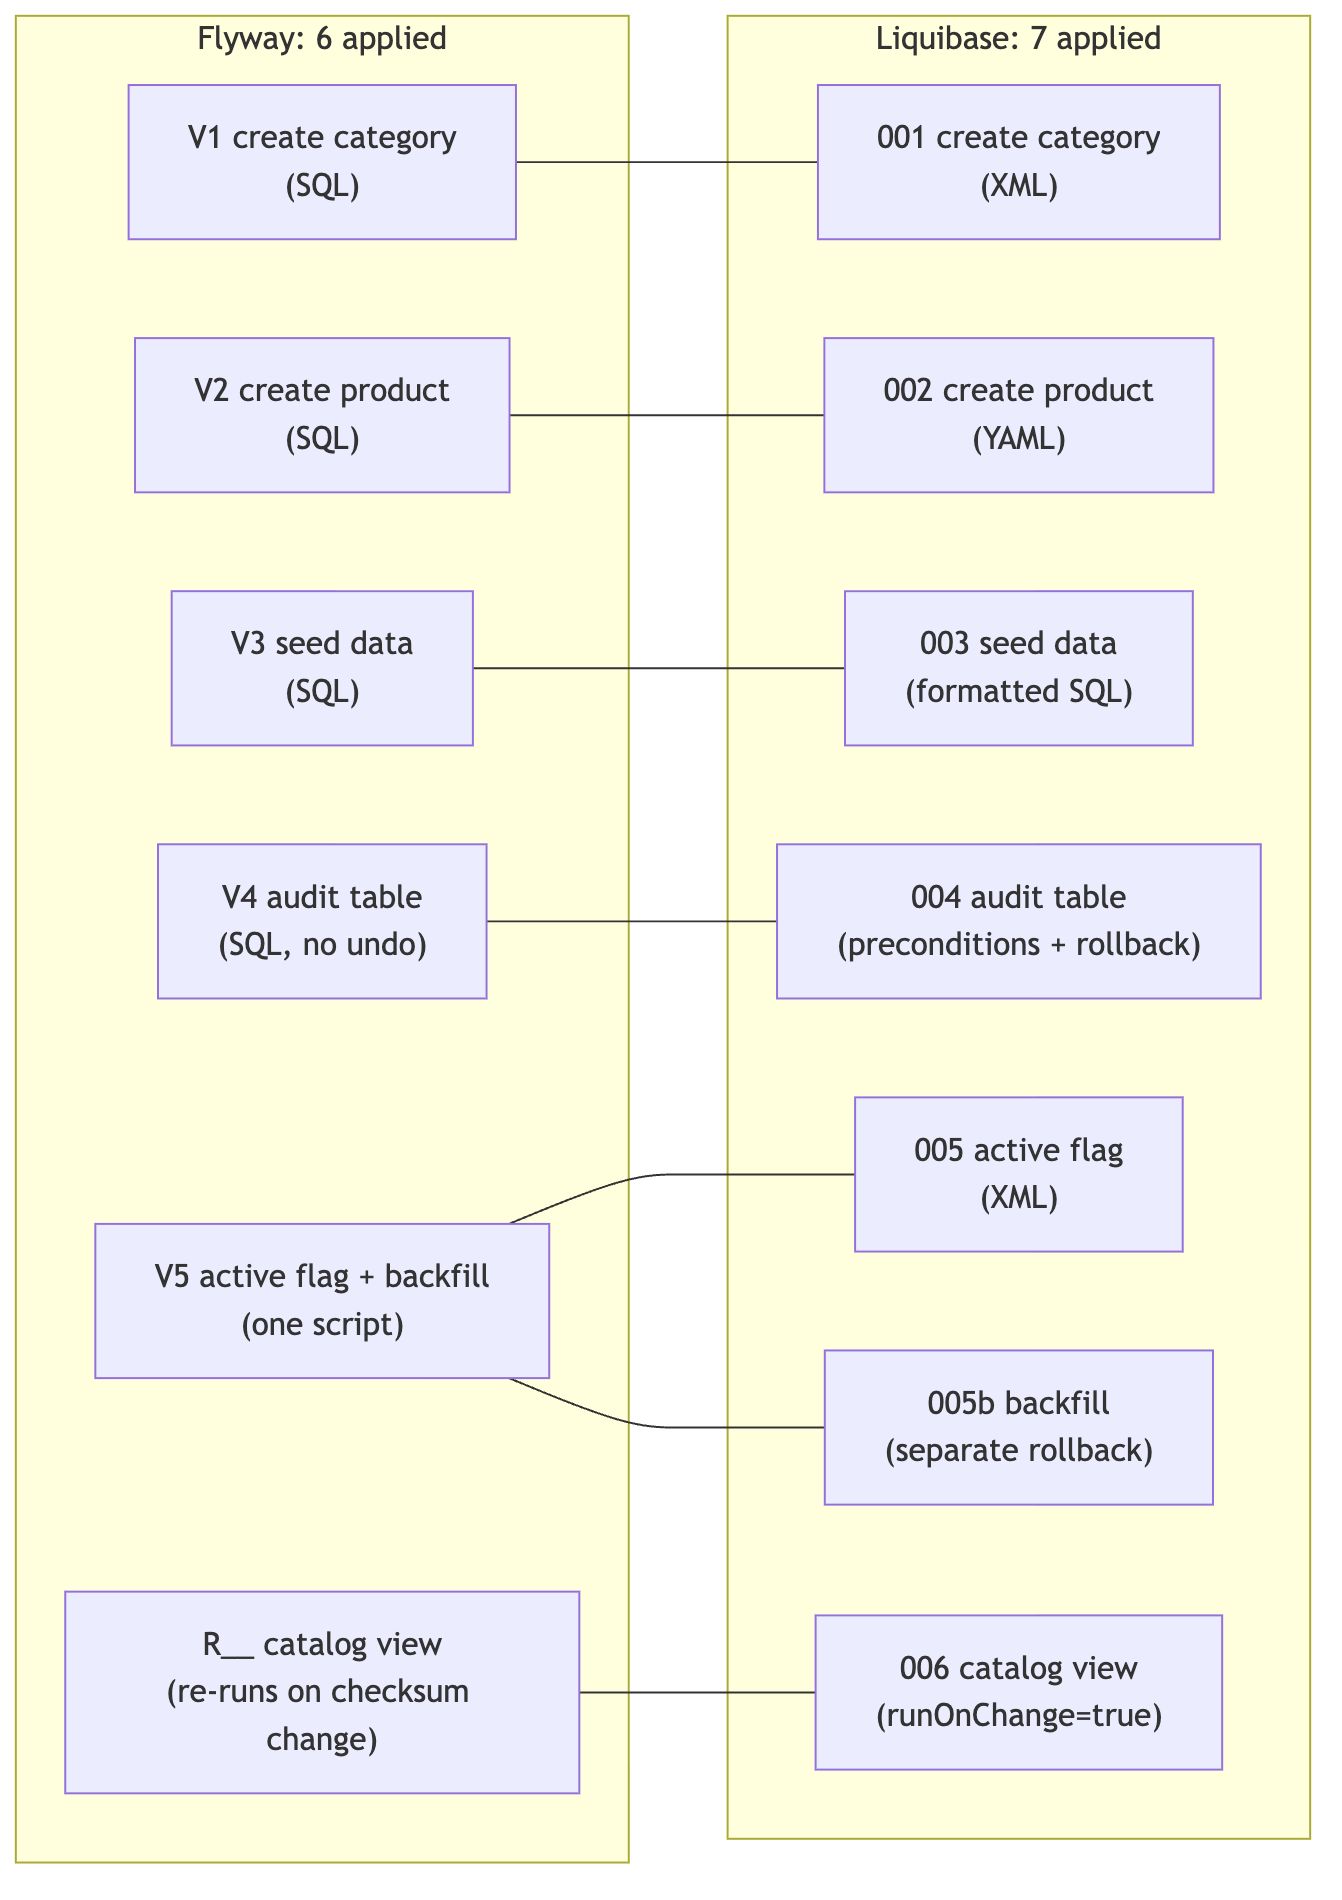 Flyway: 6 applied
V1 create category
(SQL)
V2 create product
(SQL)
V3 seed data
(SQL)
V4 audit table
(SQL, no undo)
V5 active flag + backfill
(one script)
R__ catalog view
(re-runs on checksum
change)
Liquibase: 7 applied
001 create category
(XML)
002 create product
(YAML)
003 seed data
(formatted SQL)
004 audit table
(preconditions + rollback)
005 active flag
(XML)
005b backfill
(separate rollback)
006 catalog view
(runOnChange=true)